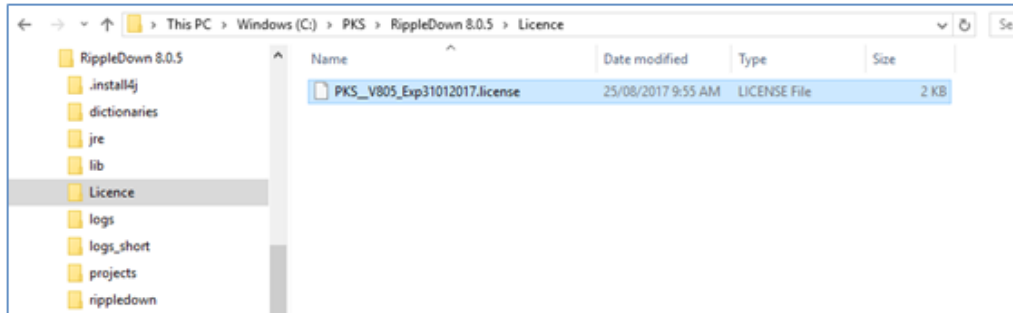 This PC > Windows (C:) > PKS > RippleDown 8.0.5 > Licence Se
RippleDown 8.0.5
.install4j
dictionaries
jre
lib
Licence
logs
logs_short
projects
rippledown
Name Date modified Type Size
PKS__V805_Exp31012017.license 25/08/2017 9:55 AM LICENSE File 2 KB